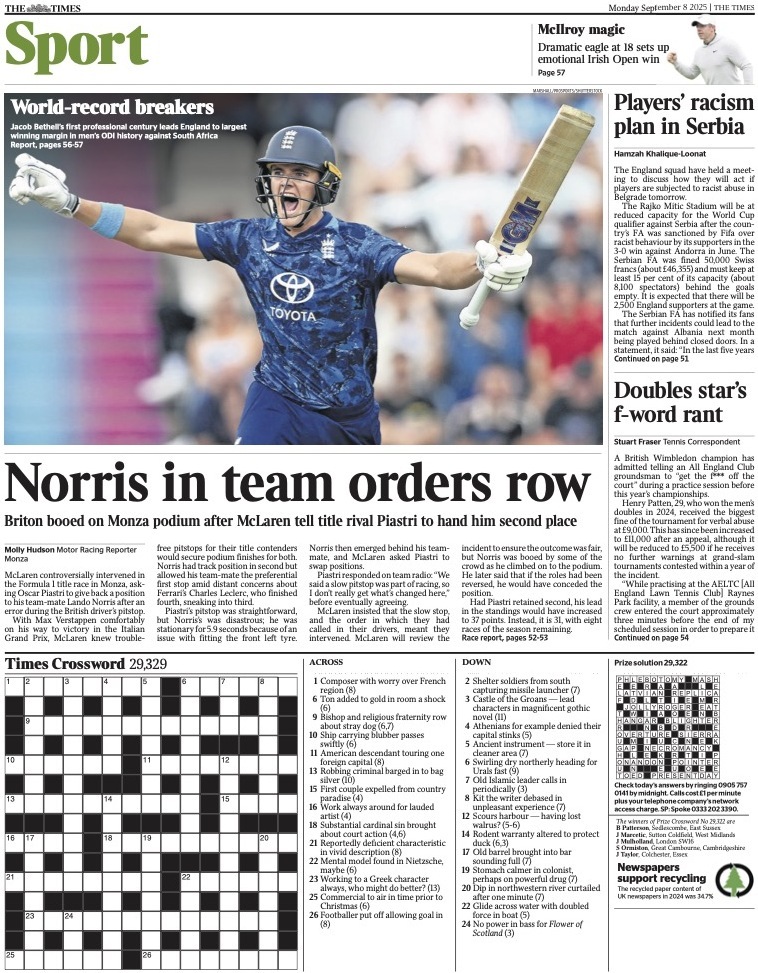 THE TIMES
Monday September 8 2025 | THE TIMES
Sport
McIlroy magic
Dramatic eagle at 18 sets up
emotional Irish Open win
Page 57
MARSHALL/PROSPORTS/SHUTTERSTOCK
World-record breakers
Jacob Bethell's first professional century leads England to largest
winning margin in men's ODI history against South Africa
Report, pages 56-57
TOYOTA
Players' racism
plan in Serbia
Hamzah Khalique-Loonat
The England squad have held a meet-
ing to discuss how they will act if
players are subjected to racist abuse in
Belgrade tomorrow.
The Rajko Mitic Stadium will be at
reduced capacity for the World Cup
qualifier against Serbia after the coun-
try's FA was sanctioned by Fifa over
racist behaviour by its supporters in the
3-0 win against Andorra in June. The
Serbian FA was fined 50,000 Swiss
francs (about £46,355) and must keep at
least 15 per cent of its capacity (about
8,100 spectators) behind the goals
empty. It is expected that there will be
2,500 England supporters at the game.
The Serbian FA has notified its fans
that further incidents could lead to the
match against Albania next month
being played behind closed doors. In a
statement, it said: "In the last five years
Continued on page 51
Doubles star's
f-word rant
Stuart Fraser Tennis Correspondent
A British Wimbledon champion has
admitted telling an All England Club
groundsman to "get the f*** off the
court" during a practice session before
this year's championships.
Henry Patten, 29, who won the men's
doubles in 2024, received the biggest
fine of the tournament for verbal abuse
at £9,000. This has since been increased
to £11,000 after an appeal, although it
will be reduced to £5,500 if he receives
no further warnings at grand-slam
tournaments contested within a year of
the incident.
"While practising at the AELTC [All
England Lawn Tennis Club] Raynes
Park facility, a member of the grounds
crew entered the court approximately
three minutes before the end of my
scheduled session in order to prepare it
Continued on page 54
Norris in team orders row
Briton booed on Monza podium after McLaren tell title rival Piastri to hand him second place
Molly Hudson Motor Racing Reporter
Monza
McLaren controversially intervened in
the Formula 1 title race in Monza, ask-
ing Oscar Piastri to give back a position
to his team-mate Lando Norris after an
error during the British driver's pitstop.
With Max Verstappen comfortably
on his way to victory in the Italian
Grand Prix, McLaren knew trouble-
free pitstops for their title contenders
would secure podium finishes for both.
Norris had track position in second but
allowed his team-mate the preferential
first stop amid distant concerns about
Ferrari's Charles Leclerc, who finished
fourth, sneaking into third.
Piastri's pitstop was straightforward,
but Norris's was disastrous; he was
stationary for 5.9 seconds because of an
issue with fitting the front left tyre.
Norris then emerged behind his team-
mate, and McLaren asked Piastri to
swap positions.
Piastri responded on team radio: "We
said a slow pitstop was part of racing, so
I don't really get what's changed here,"
before eventually agreeing.
McLaren insisted that the slow stop,
and the order in which they had
called in their drivers, meant they
intervened. McLaren will review the
incident to ensure the outcome was fair,
but Norris was booed by some of the
crowd as he climbed on to the podium.
He later said that if the roles had been
reversed, he would have conceded the
position.
Had Piastri retained second, his lead
in the standings would have increased
to 37 points. Instead, it is 31, with eight
races of the season remaining.
Race report, pages 52-53
Times Crossword 29,329
1 2 3 4 5 6 7 8
9
10 11 12
13 14 15
16 17 18 19 20
21 22
23 24
25 26
ACROSS
1 Composer with worry over French
region (8)
6 Ton added to gold in room a shock
(6)
9 Bishop and religious fraternity row
about stray dog (6,7)
10 Ship carrying blubber passes
swiftly (6)
11 American descendant touring one
foreign capital (8)
13 Robbing criminal barged in to bag
silver (10)
15 First couple expelled from country
paradise (4)
16 Work always around for lauded
artist (4)
18 Substantial cardinal sin brought
about court action (4,6)
21 Reportedly deficient characteristic
in vivid description (8)
22 Mental model found in Nietzsche,
maybe (6)
23 Working to a Greek character
always, who might do better? (13)
25 Commercial to air in time prior to
Christmas (6)
26 Footballer put off allowing goal in
(8)
DOWN
2 Shelter soldiers from south
capturing missile launcher (7)
3 Castle of the Groans — lead
characters in magnificent gothic
novel (11)
4 Athenians for example denied their
capital stinks (5)
5 Ancient instrument — store it in
cleaner area (7)
6 Swirling dry northerly heading for
Urals fast (9)
7 Old Islamic leader calls in
periodically (3)
8 Kit the writer debased in
unpleasant experience (7)
12 Scours harbour — having lost
walrus? (5-6)
14 Rodent warranty altered to protect
duck (6,3)
17 Old barrel brought into bar
sounding full (7)
19 Stomach calmer in colonist,
perhaps on powerful drug (7)
20 Dip in northwestern river curtailed
after one minute (7)
22 Glide across water with doubled
force in boat (5)
24 No power in bass for Flower of
Scotland (3)
Prize solution 29,322
Check today's answers by ringing 0905 757
0141 by midnight. Calls cost £1 per minute
plus your telephone company's network
access charge. SP: Spoke 0333 202 3390.
The winners of Prize Crossword No 29,322 are
B Patterson, Sedlescombe, East Sussex
J Marcetic, Sutton Coldfield, West Midlands
J Mulholland, London SW16
S Ormiston, Great Cambourne, Cambridgeshire
J Taylor, Colchester, Essex
Newspapers
support recycling
The recycled paper content of
UK newspapers in 2024 was 34.7%